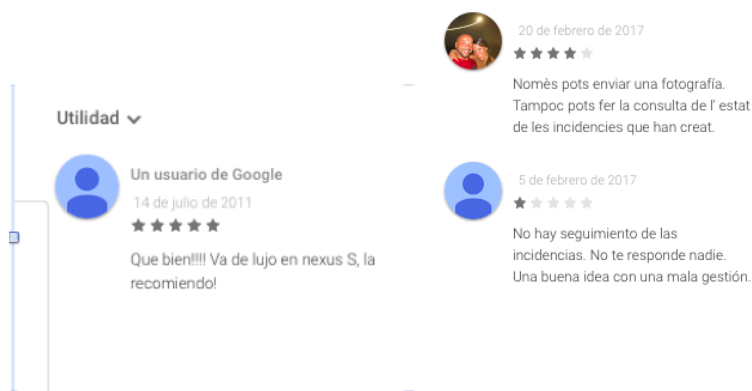 Utilidad
Un usuario de Google
14 de julio de 2011
Que bien!!!! Va de lujo en nexus S, la
recomiendo!
20 de febrero de 2017
Nomès pots enviar una fotografía.
Tampoc pots fer la consulta de l' estat
de les incidencies que han creat.
5 de febrero de 2017
No hay seguimiento de las
incidencias. No te responde nadie.
Una buena idea con una mala gestión.